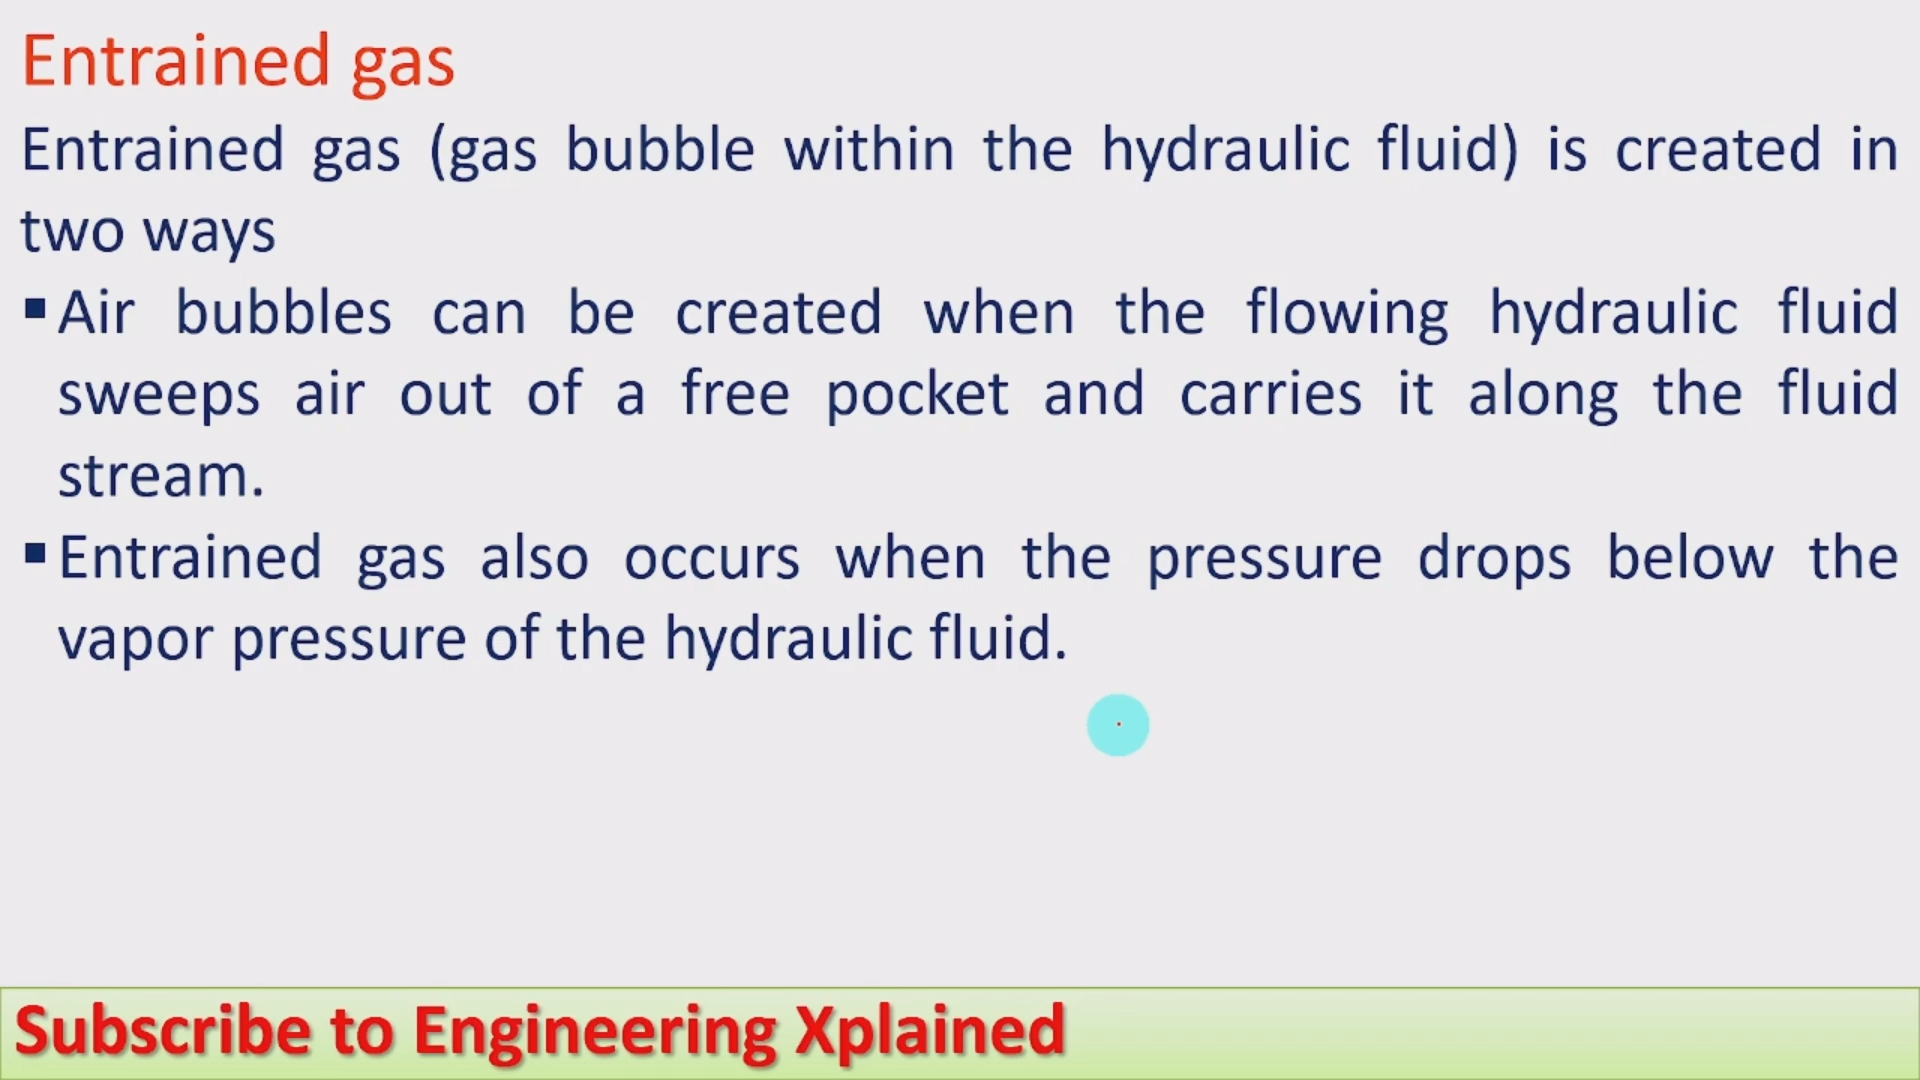 Entrained gas
Entrained gas (gas bubble within the hydraulic fluid) is created in
two ways
▪Air bubbles can be created when the flowing hydraulic fluid
sweeps air out of a free pocket and carries it along the fluid
stream.
▪Entrained gas also occurs when the pressure drops below the
vapor pressure of the hydraulic fluid.
Subscribe to Engineering Xplained